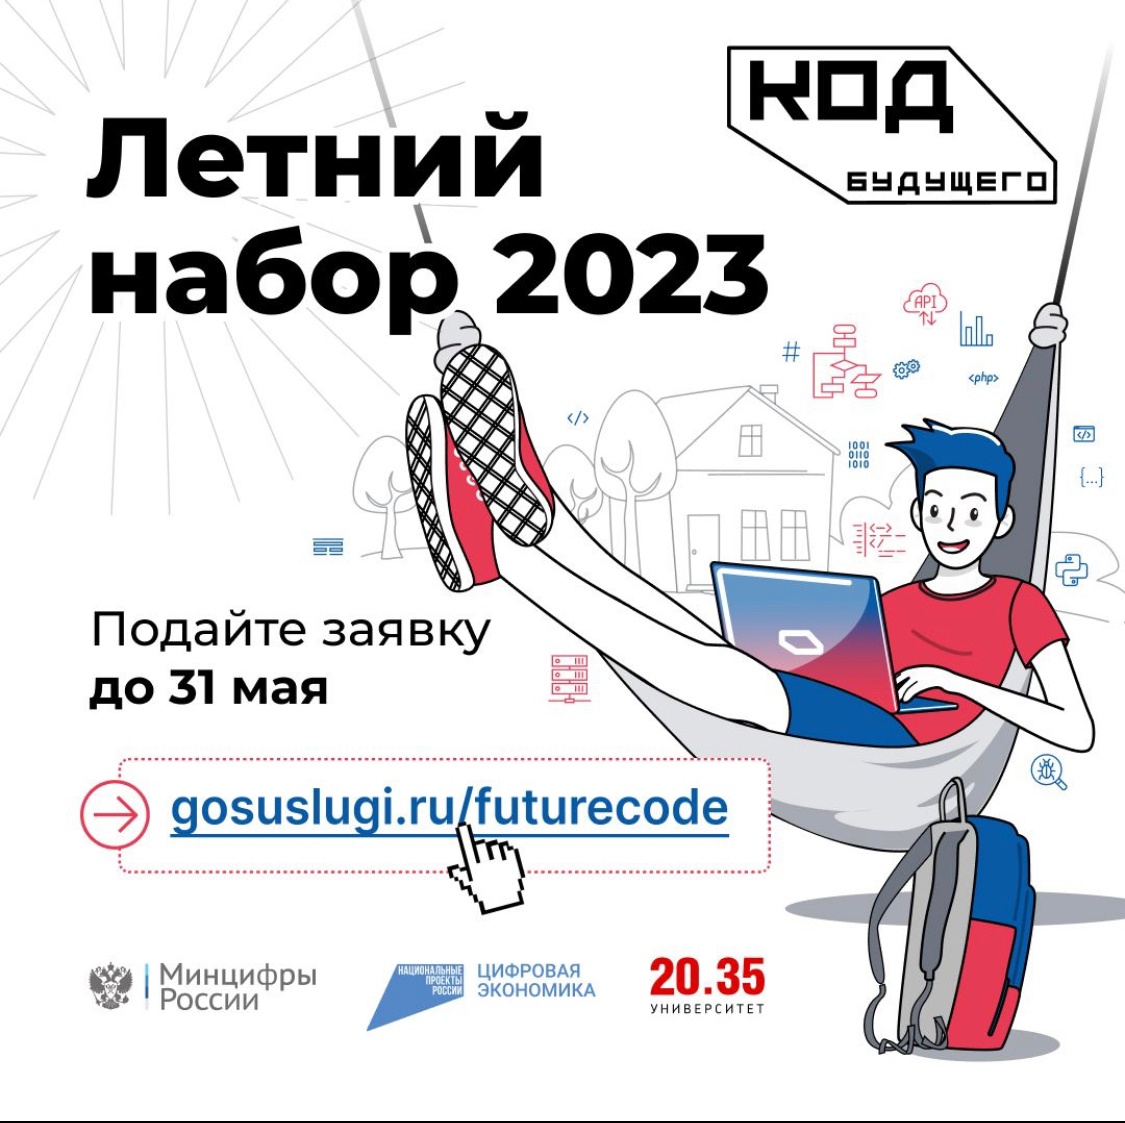 КОД
БУДУЩЕГО
Летний
набор 2023
API
#
<php>
</>
1001
0110
1010
</>
{...}
<->
</
Подайте заявку
до 31 мая
gosuslugi.ru/futurecode
Минцифры
России
НАЦИОНАЛЬНЫЕ
ПРОЕКТЫ
РОССИИ
ЦИФРОВАЯ
ЭКОНОМИКА
20.35
УНИВЕРСИТЕТ